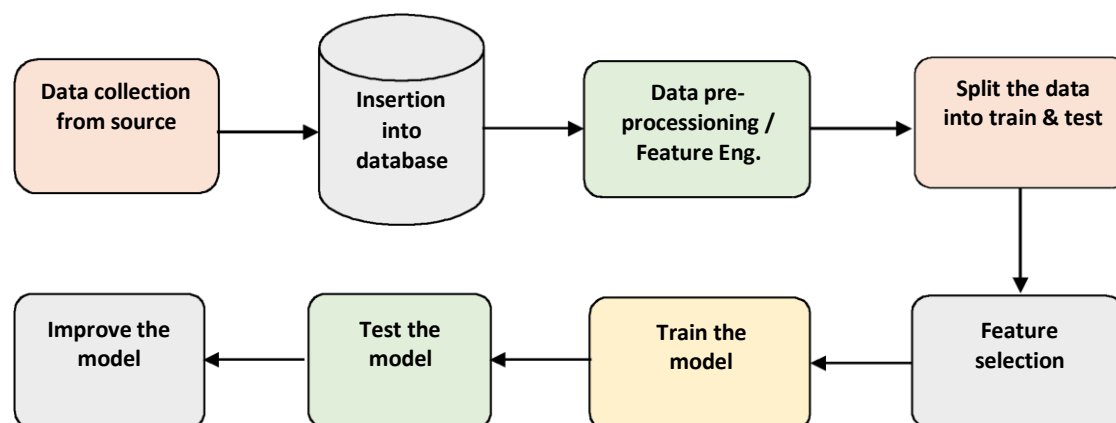 Data collection
from source
Insertion
into
database
Data pre-
processioning /
Feature Eng.
Split the data
into train & test
Improve the
model
Test the
model
Train the
model
Feature
selection